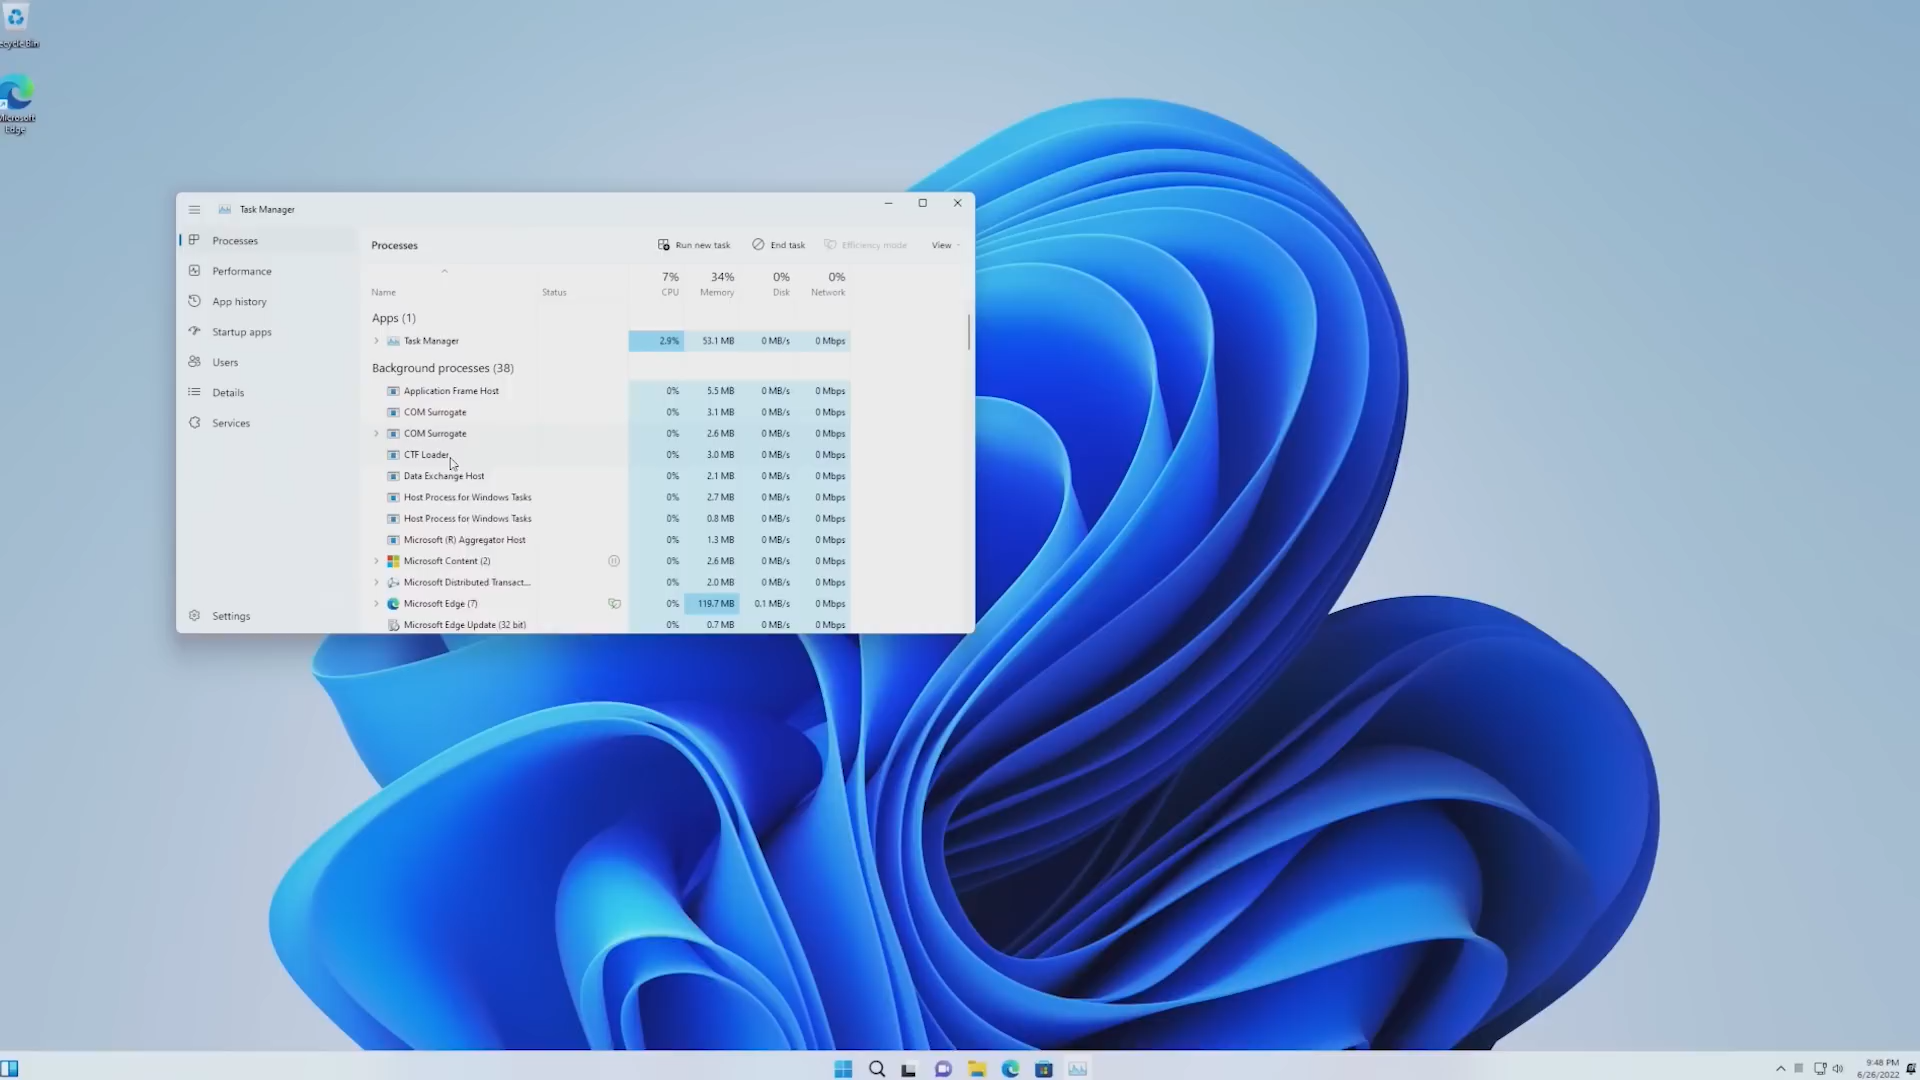 ecycle Bin
Microsoft
Edge
Task Manager
Processes
Performance
App history
Startup apps
Users
Details
Services
Settings
Processes
Run new task
End task
Efficiency mode
View
7% 34% 0% 0%
Name Status CPU Memory Disk Network
Apps (1)
Task Manager 2.9% 53.1 MB 0 MB/s 0 Mbps
Background processes (38)
Application Frame Host 0% 5.5 MB 0 MB/s 0 Mbps
COM Surrogate 0% 3.1 MB 0 MB/s 0 Mbps
COM Surrogate 0% 2.6 MB 0 MB/s 0 Mbps
CTF Loader 0% 3.0 MB 0 MB/s 0 Mbps
Data Exchange Host 0% 2.1 MB 0 MB/s 0 Mbps
Host Process for Windows Tasks 0% 2.7 MB 0 MB/s 0 Mbps
Host Process for Windows Tasks 0% 0.8 MB 0 MB/s 0 Mbps
Microsoft (R) Aggregator Host 0% 1.3 MB 0 MB/s 0 Mbps
Microsoft Content (2) 0% 2.6 MB 0 MB/s 0 Mbps
Microsoft Distributed Transact... 0% 2.0 MB 0 MB/s 0 Mbps
Microsoft Edge (7) 0% 119.7 MB 0.1 MB/s 0 Mbps
Microsoft Edge Update (32 bit) 0% 0.7 MB 0 MB/s 0 Mbps
9:48 PM
6/26/2022